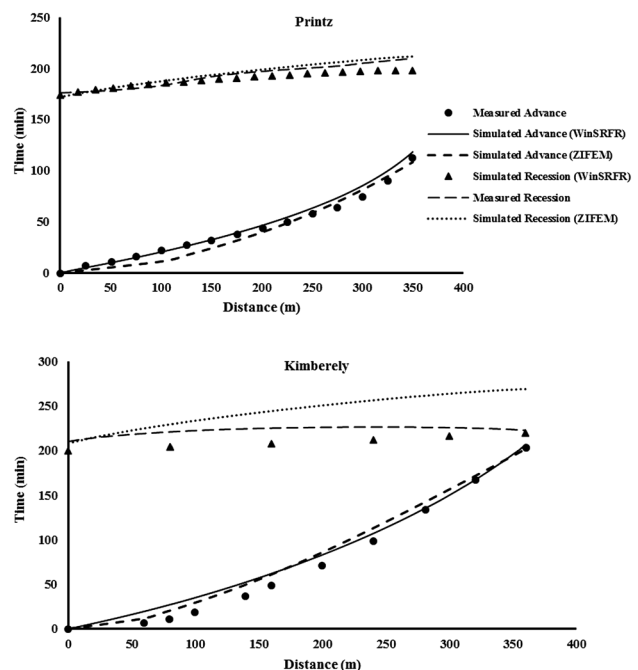 Printz
250
200
150
100
50
0
Time (min)
0 50 100 150 200 250 300 350 400
Distance (m)
Measured Advance
Simulated Advance (WinSRFR)
Simulated Advance (ZIFEM)
Simulated Recession (WinSRFR)
Measured Recession
Simulated Recession (ZIFEM)
Kimberely
300
250
200
150
100
50
0
Time (min)
0 50 100 150 200 250 300 350 400
Distance (m)